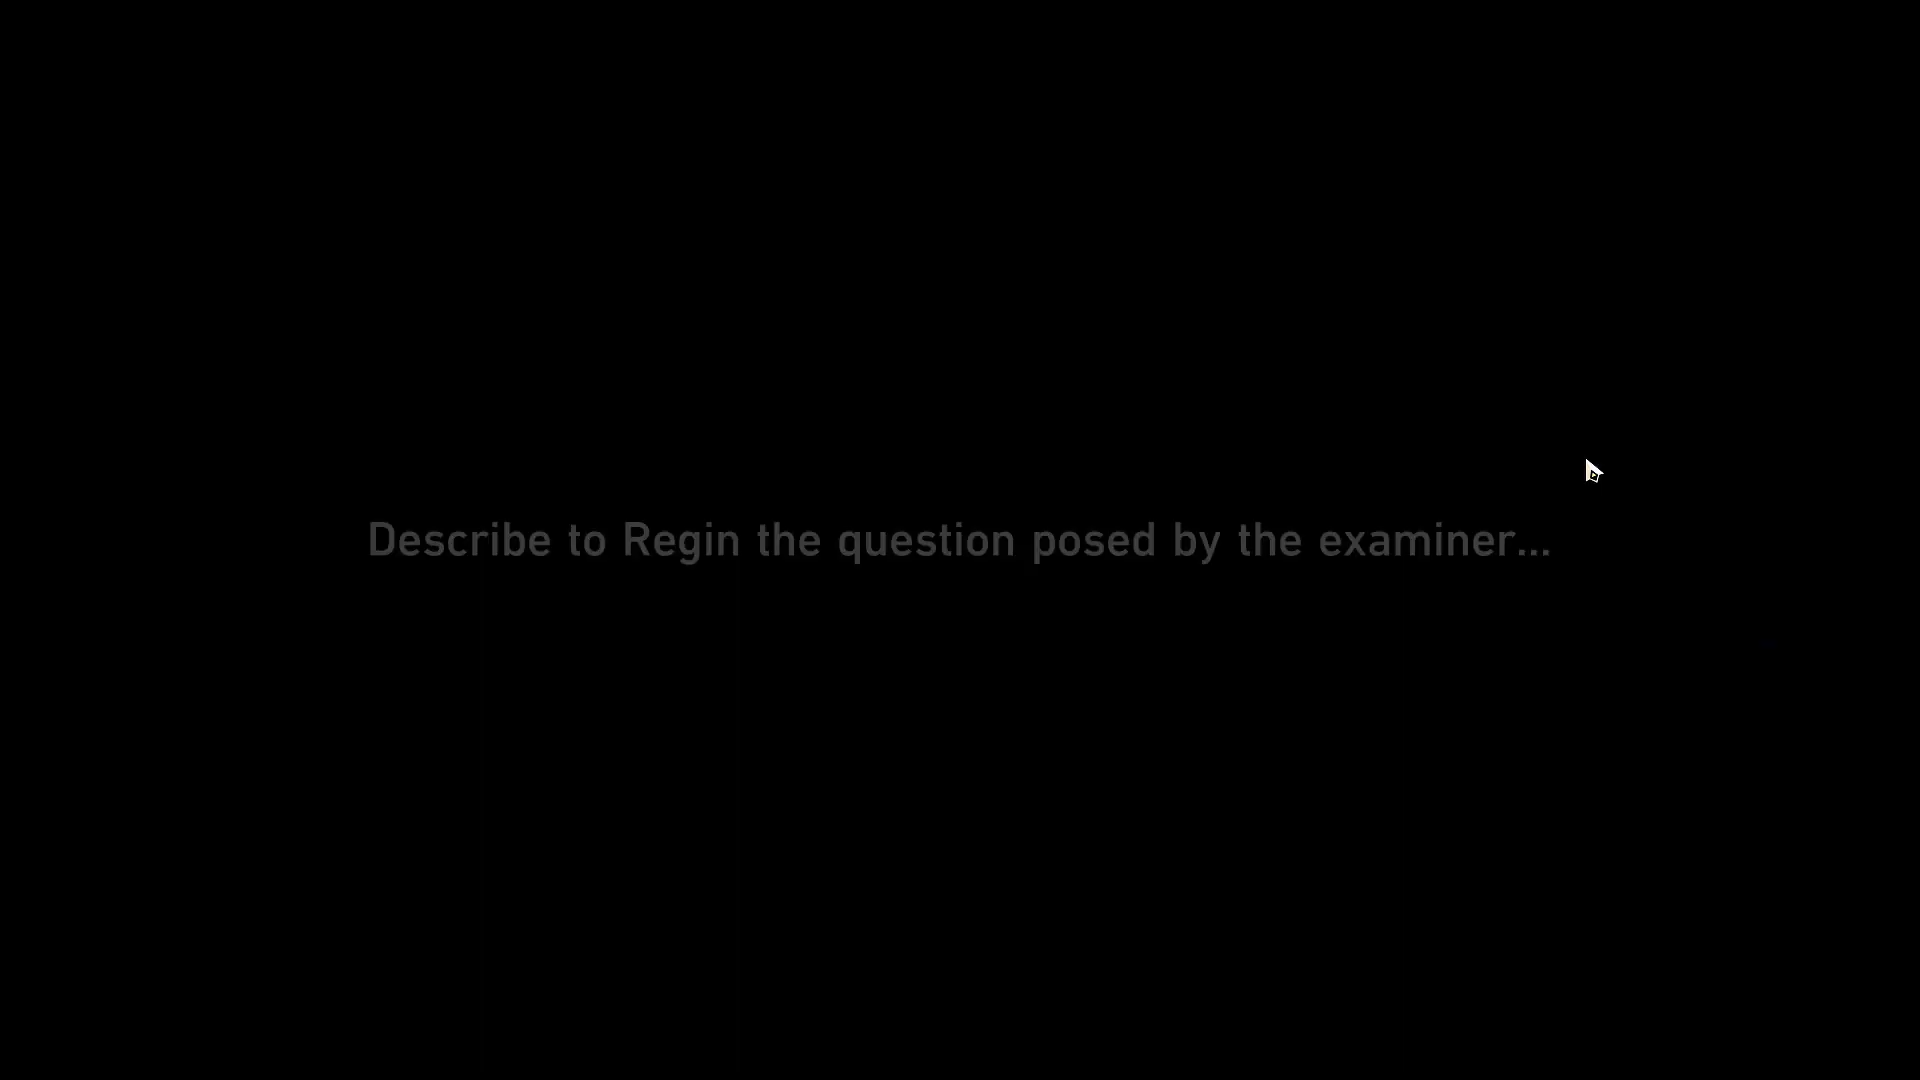 Describe to Regin the question posed by the examiner...